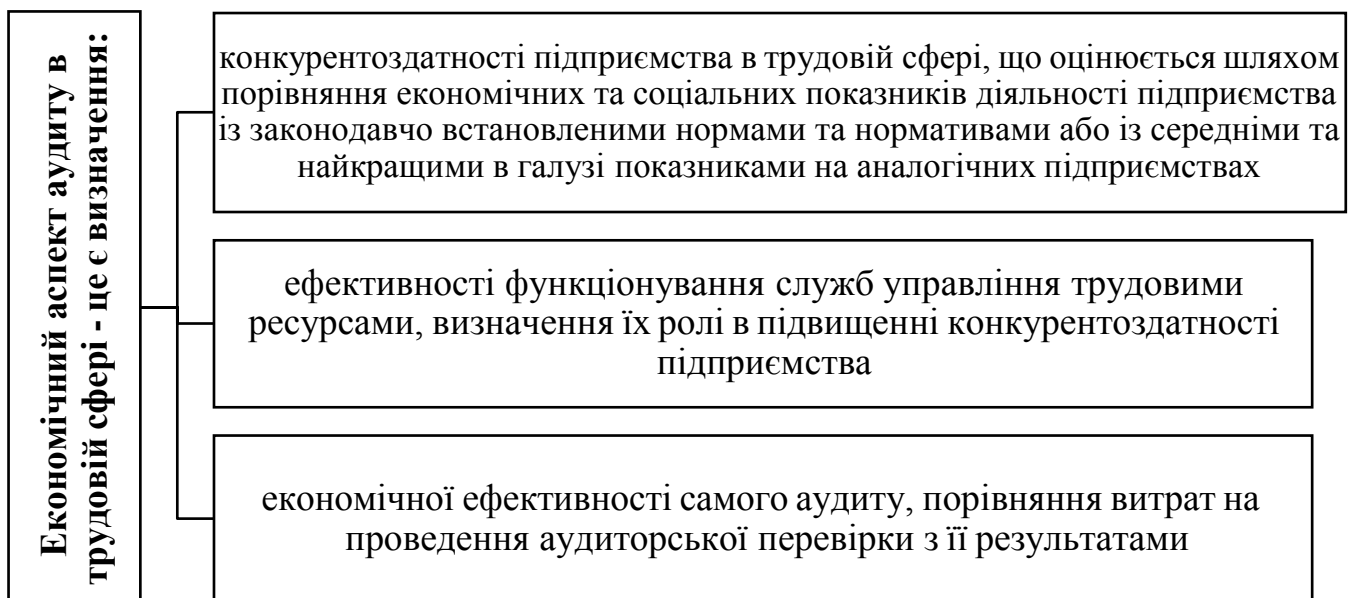 Економічний аспект аудиту в
трудовій сфері - це є визначення:
конкурентоздатності підприємства в трудовій сфері, що оцінюється шляхом
порівняння економічних та соціальних показників діяльності підприємства
із законодавчо встановленими нормами та нормативами або із середніми та
найкращими в галузі показниками на аналогічних підприємствах
ефективності функціонування служб управління трудовими
ресурсами, визначення їх ролі в підвищенні конкурентоздатності
підприємства
економічної ефективності самого аудиту, порівняння витрат на
проведення аудиторської перевірки з її результатами